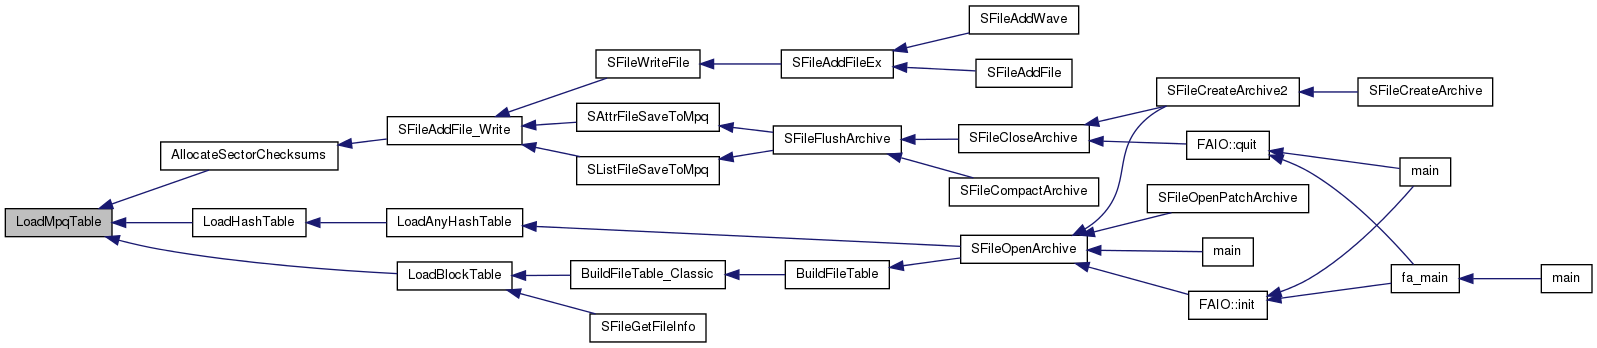 SFileAddWave
SFileWriteFile
SFileAddFileEx
SFileAddFile
SFileCreateArchive2
SFileCreateArchive
SAttrFileSaveToMpq
SFileAddFile_Write
SFileFlushArchive
SFileCloseArchive
FAIO::quit
AllocateSectorChecksums
SListFileSaveToMpq
main
SFileCompactArchive
SFileOpenPatchArchive
LoadMpqTable
LoadHashTable
LoadAnyHashTable
SFileOpenArchive
main
LoadBlockTable
BuildFileTable_Classic
BuildFileTable
fa_main
main
FAIO::init
SFileGetFileInfo